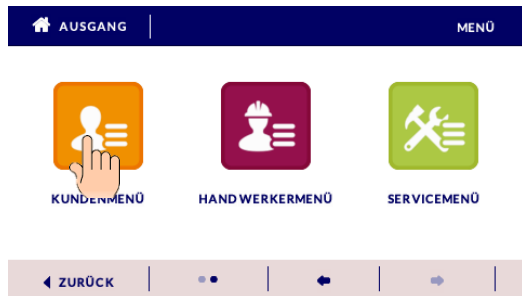 AUSGANG
MENÜ
KUNDENMENÜ
HANDWERKERMENÜ
SERVICEMENÜ
ZURÜCK